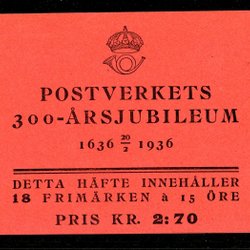 POSTVERKETS
300-ÅRSJUBILEUM
1636 20/2 1936
DETTA HÄFTE INNEHÅLLER
18 FRIMÄRKEN à 15 ÖRE
PRIS KR. 2:70